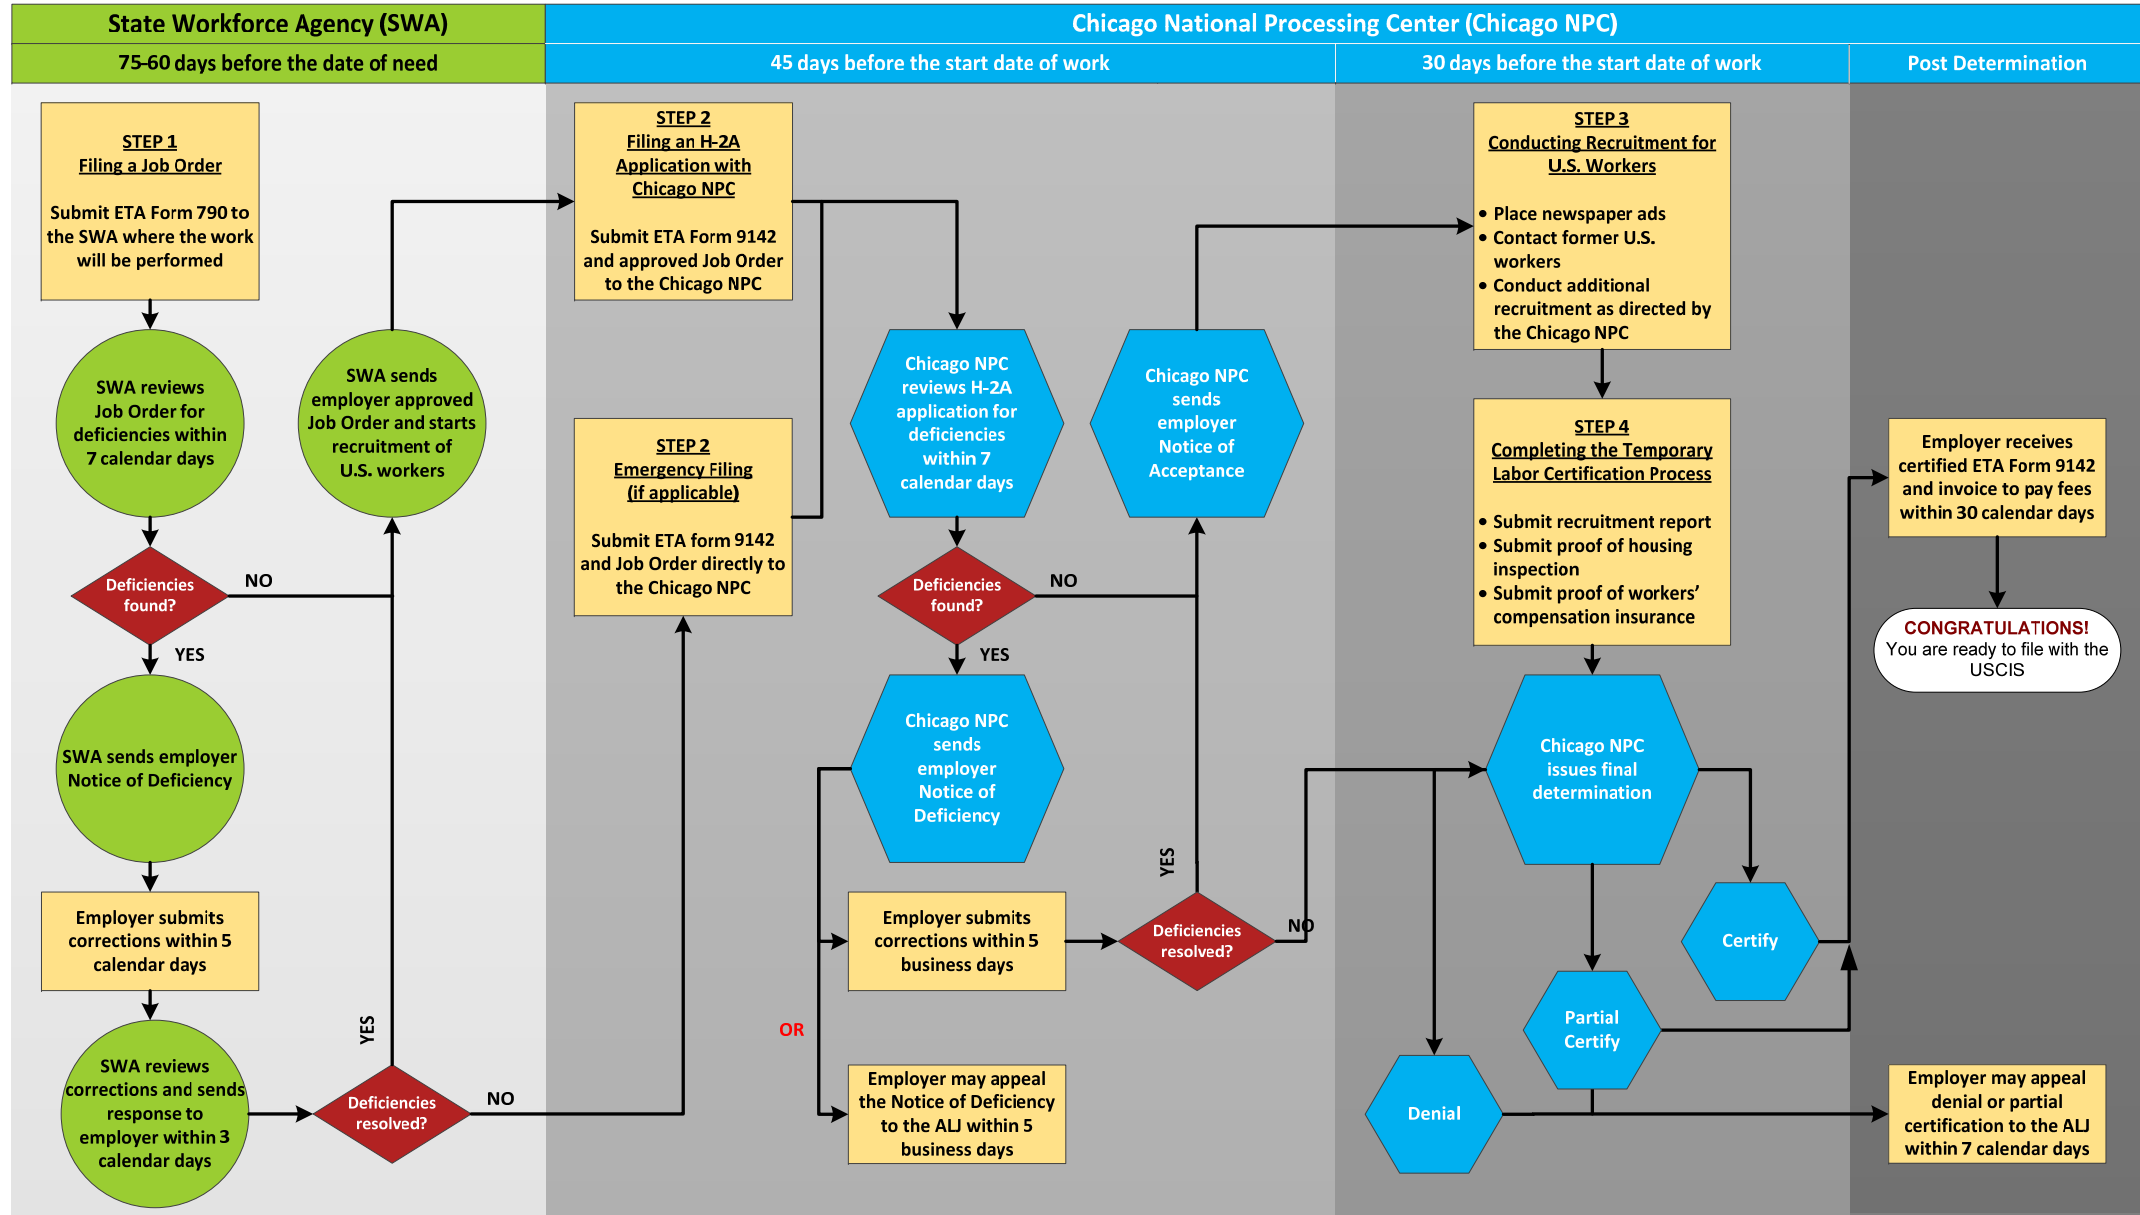 State Workforce Agency (SWA)
Chicago National Processing Center (Chicago NPC)
75-60 days before the date of need
45 days before the start date of work
30 days before the start date of work
Post Determination
STEP 1
Filing a Job Order
Submit ETA Form 790 to
the SWA where the work
will be performed
SWA reviews
Job Order for
deficiencies within
7 calendar days
Deficiencies
found?
NO
YES
SWA sends employer
Notice of Deficiency
Employer submits
corrections within 5
calendar days
SWA reviews
corrections and sends
response to
employer within 3
calendar days
Deficiencies
resolved?
YES
NO
SWA sends
employer approved
Job Order and starts
recruitment of
U.S. workers
STEP 2
Filing an H-2A
Application with
Chicago NPC
Submit ETA Form 9142
and approved Job Order
to the Chicago NPC
STEP 2
Emergency Filing
(if applicable)
Submit ETA form 9142
and Job Order directly to
the Chicago NPC
Chicago NPC
reviews H-2A
application for
deficiencies
within 7
calendar days
Deficiencies
found?
NO
YES
Chicago NPC
sends
employer
Notice of
Deficiency
OR
Employer submits
corrections within 5
business days
Employer may appeal
the Notice of Deficiency
to the ALJ within 5
business days
Deficiencies
resolved?
YES
NO
Chicago NPC
sends
employer
Notice of
Acceptance
STEP 3
Conducting Recruitment for
U.S. Workers
• Place newspaper ads
• Contact former U.S.
workers
• Conduct additional
recruitment as directed by
the Chicago NPC
STEP 4
Completing the Temporary
Labor Certification Process
• Submit recruitment report
• Submit proof of housing
inspection
• Submit proof of workers’
compensation insurance
Chicago NPC
issues final
determination
Certify
Partial
Certify
Denial
Employer receives
certified ETA Form 9142
and invoice to pay fees
within 30 calendar days
CONGRATULATIONS!
You are ready to file with the
USCIS
Employer may appeal
denial or partial
certification to the ALJ
within 7 calendar days